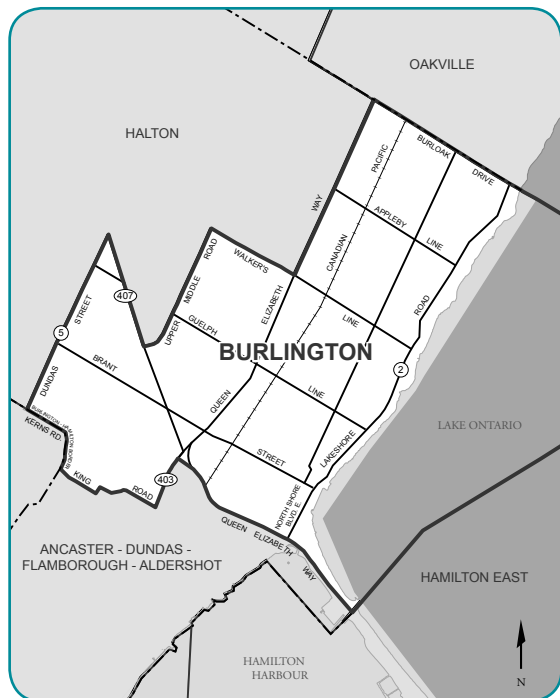 OAKVILLE
HALTON
PACIFIC
BURLOAK
DRIVE
WAY
APPLEBY
LINE
CANADIAN
ROAD
MIDDLE
UPPER
WALKER'S
LINE
ELIZABETH
QUEEN
407
STREET
5
DUNDAS
GUELPH
LINE
BURLINGTON
BRANT
STREET
2
ROAD
LAKESHORE
LAKE ONTARIO
KERNS RD.
KING
ROAD
403
NORTH SHORE
BLVD. E.
QUEEN
ELIZABETH
WAY
ANCASTER - DUNDAS -
FLAMBOROUGH - ALDERSHOT
HAMILTON EAST
HAMILTON
HARBOUR
N